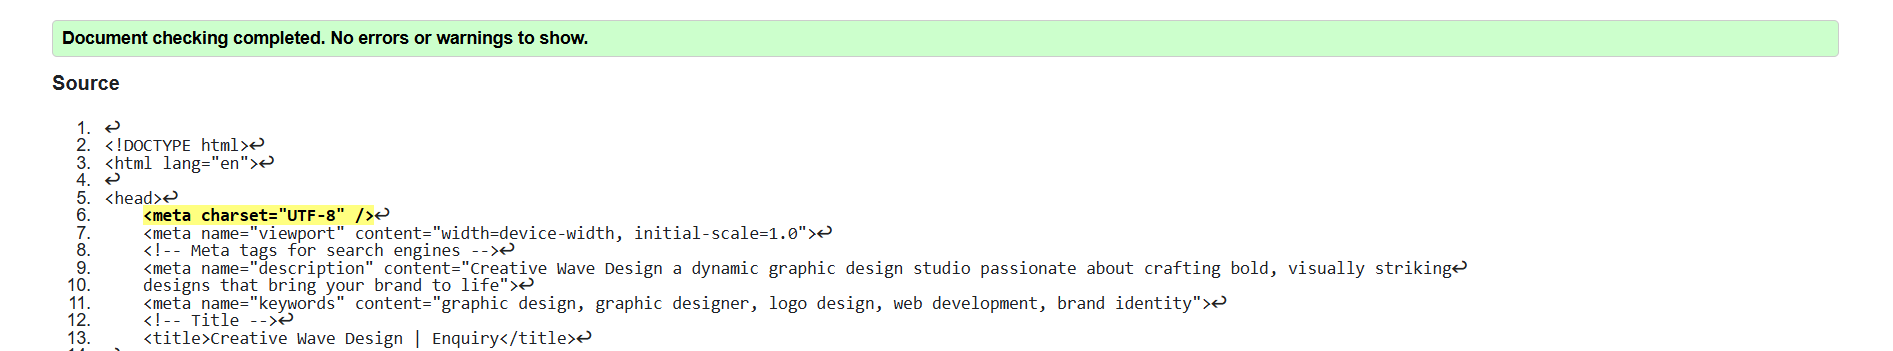 Document checking completed. No errors or warnings to show.
Source
1. ↩
2. <!DOCTYPE html>↩
3. <html lang="en">↩
4. ↩
5. <head>↩
6. <meta charset="UTF-8" />↩
7. <meta name="viewport" content="width=device-width, initial-scale=1.0">↩
8. <!-- Meta tags for search engines -->↩
9. <meta name="description" content="Creative Wave Design a dynamic graphic design studio passionate about crafting bold, visually striking↩
10. designs that bring your brand to life">↩
11. <meta name="keywords" content="graphic design, graphic designer, logo design, web development, brand identity">↩
12. <!-- Title -->↩
13. <title>Creative Wave Design | Enquiry</title>↩